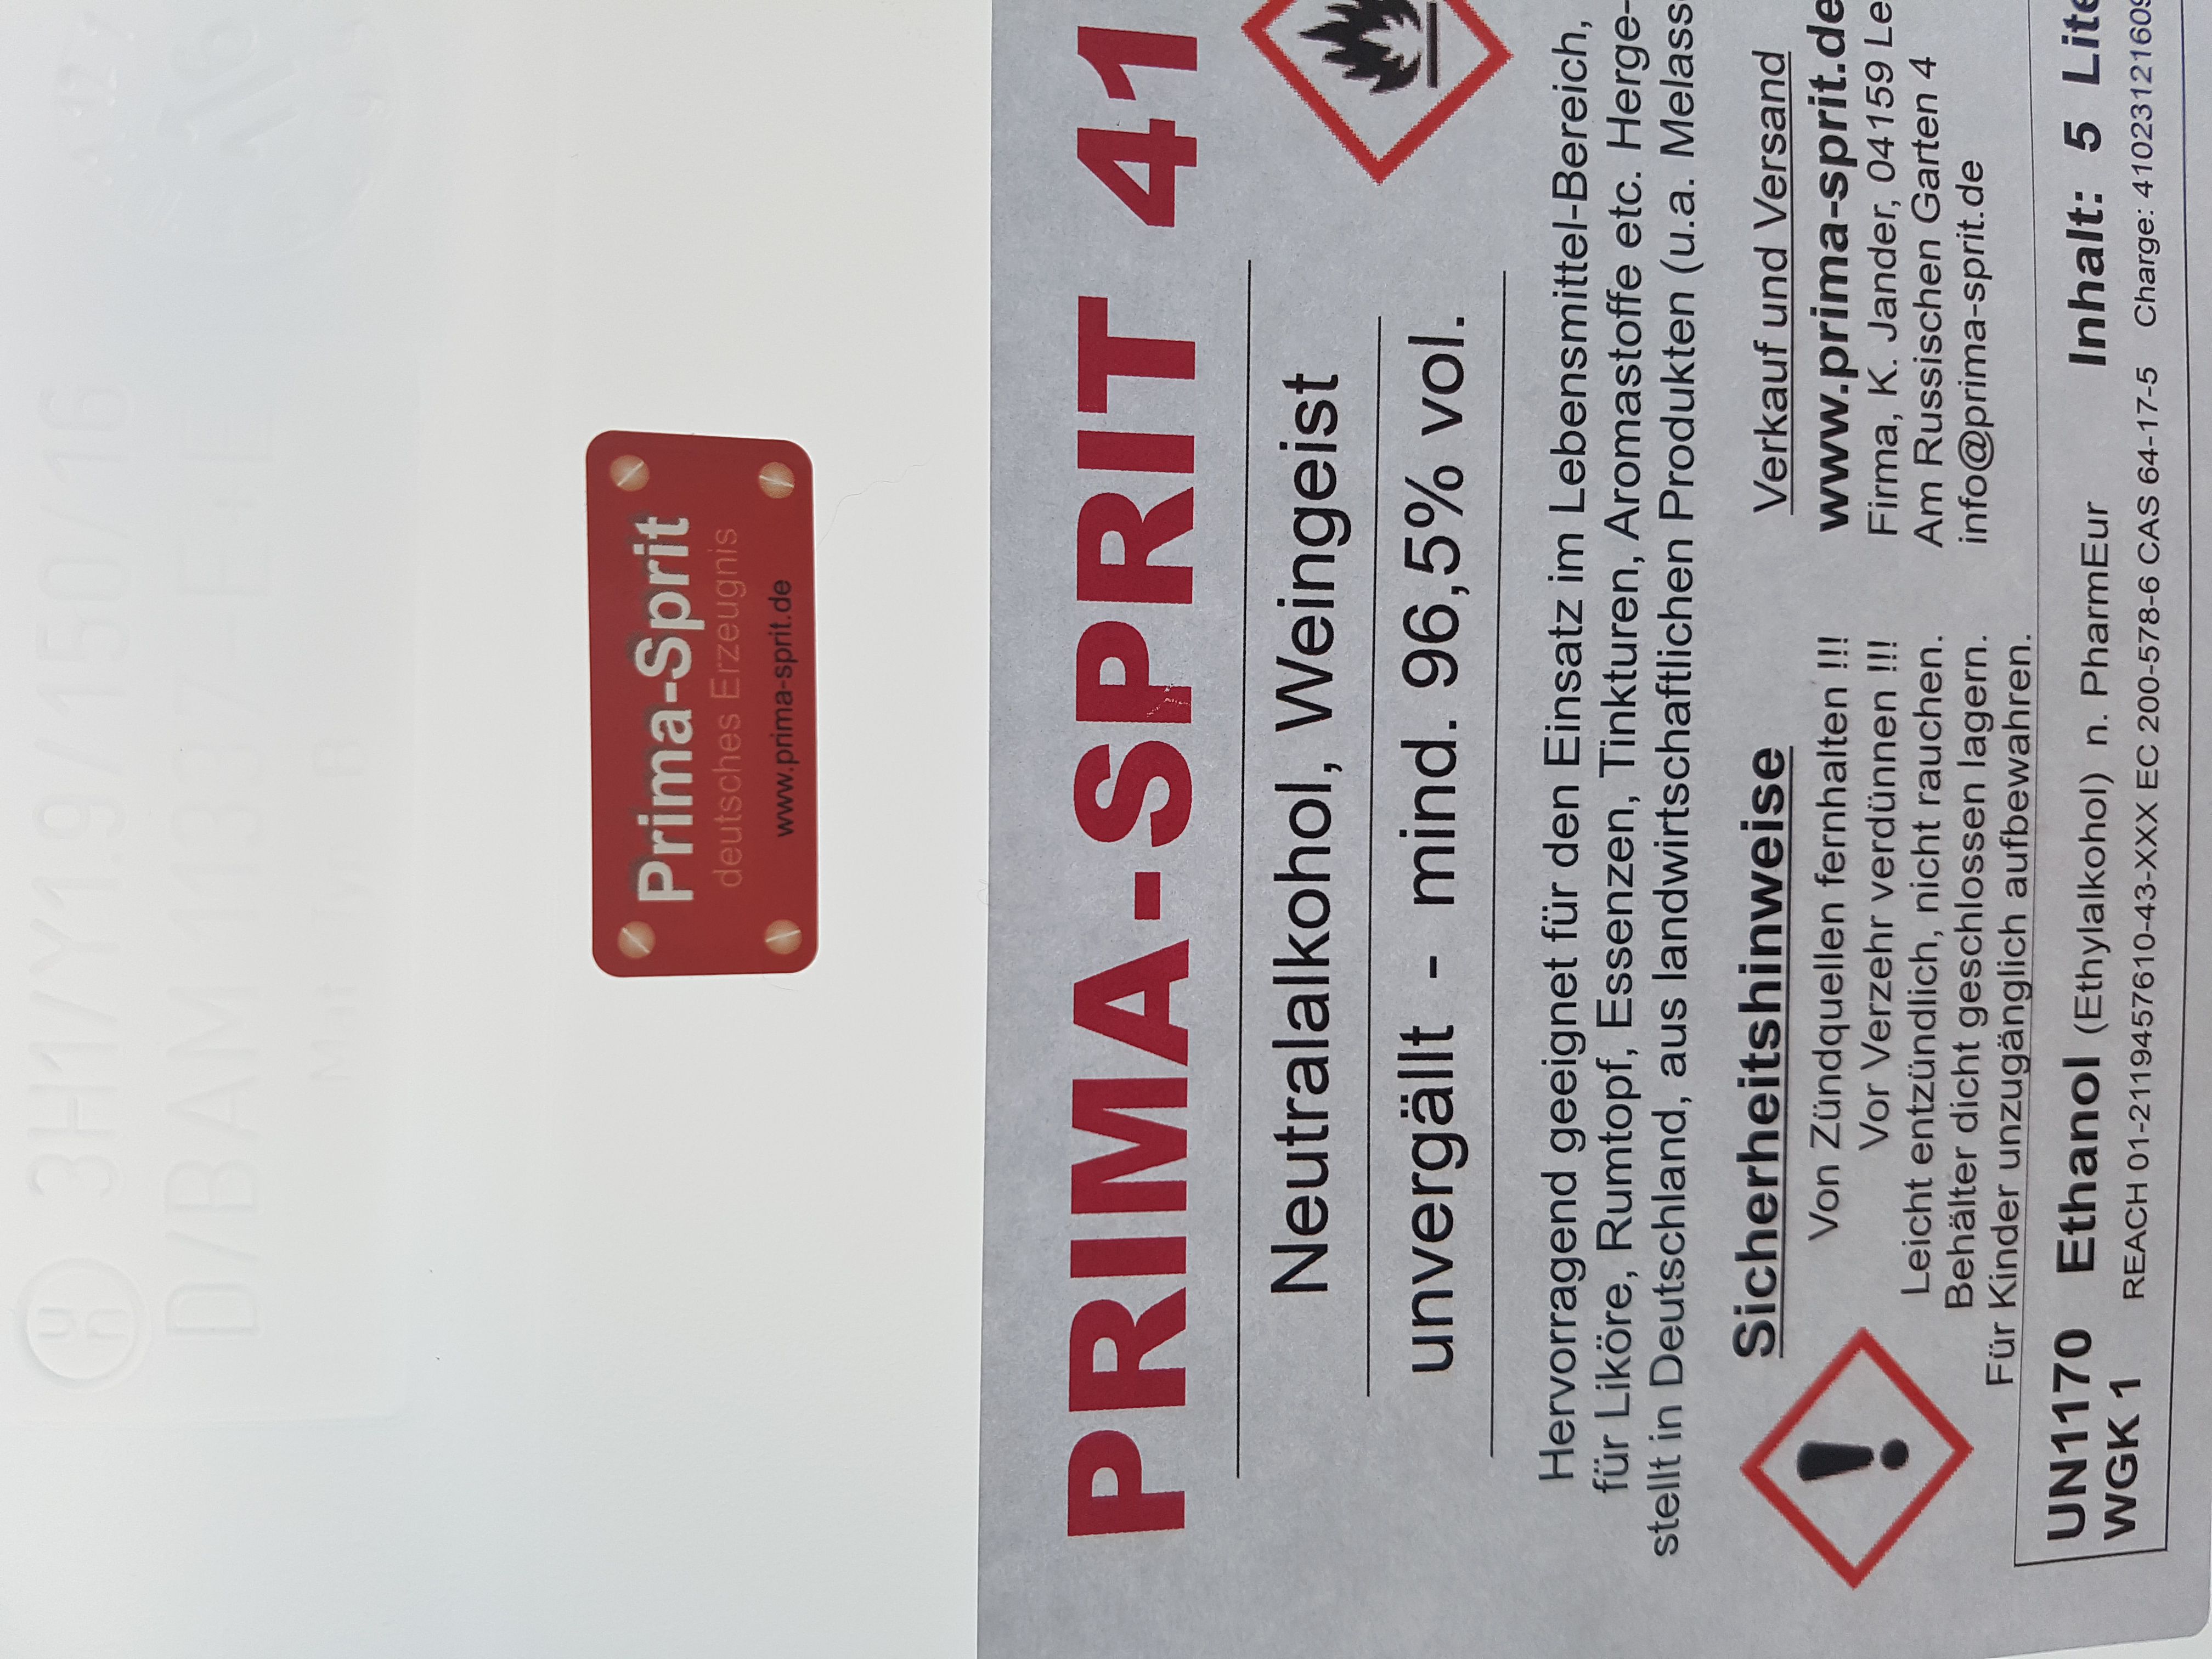 3H1/Y1.9/150/16
D/BAM 11337-
Prima-Sprit
deutsches Erzeugnis
www.prima-sprit.de
PRIMA-SPRIT 41
Neutralalkohol, Weingeist
unvergällt - mind. 96,5% vol.
Hervorragend geeignet für den Einsatz im Lebensmittel-Bereich,
für Liköre, Rumtopf, Essenzen, Tinkturen, Aromastoffe etc. Herge-
stellt in Deutschland, aus landwirtschaftlichen Produkten (u.a. Melass
Sicherheitshinweise
Von Zündquellen fernhalten !!!
Vor Verzehr verdünnen !!!
Leicht entzündlich, nicht rauchen.
Behälter dicht geschlossen lagern.
Für Kinder unzugänglich aufbewahren.
Verkauf und Versand
www.prima-sprit.de
Firma, K. Jander, 04159 Le
Am Russischen Garten 4
info@prima-sprit.de
UN1170 Ethanol (Ethylalkohol) n. PharmEur Inhalt: 5 Lite
WGK 1 REACH 01-2119457610-43-XXX EC 200-578-6 CAS 64-17-5 Charge: 4102312160